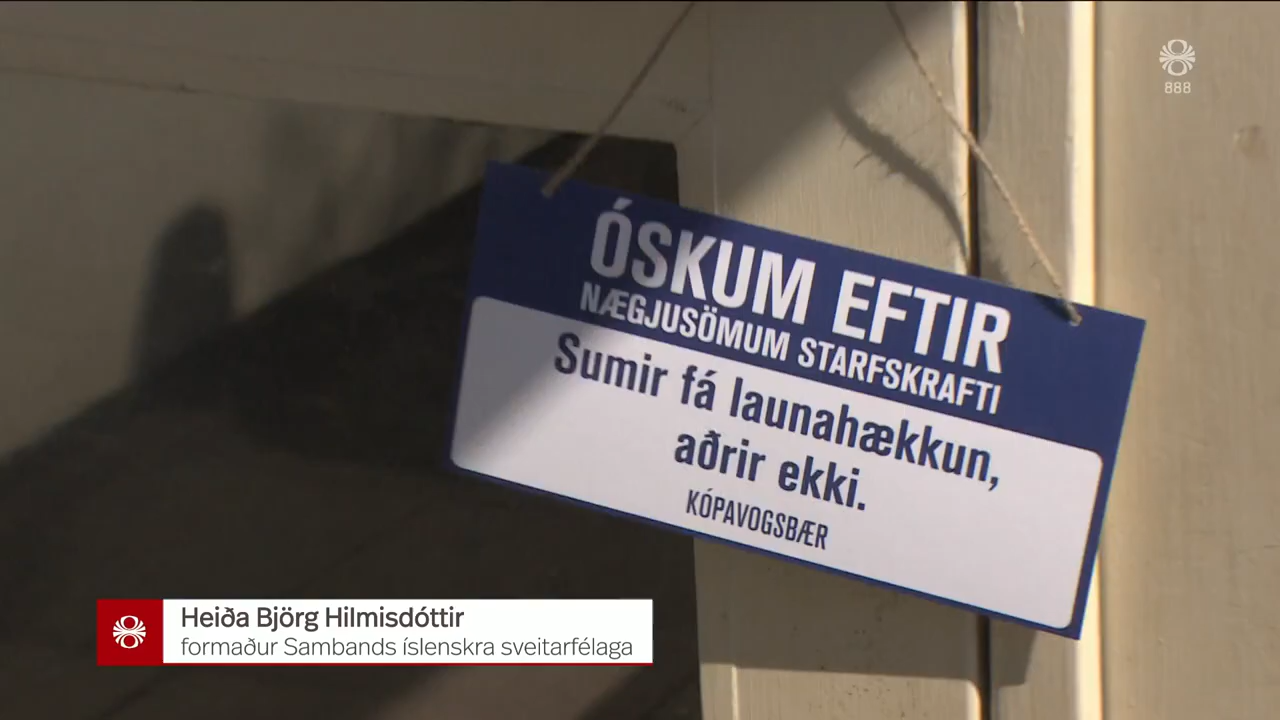 888
ÓSKUM EFTIR
NÆGJUSÖMUM STARFSKRAFTI
Sumir fá launahækkun,
aðrir ekki.
KÓPAVOGSBÆR
Heiða Björg Hilmisdóttir
formaður Sambands íslenskra sveitarfélaga